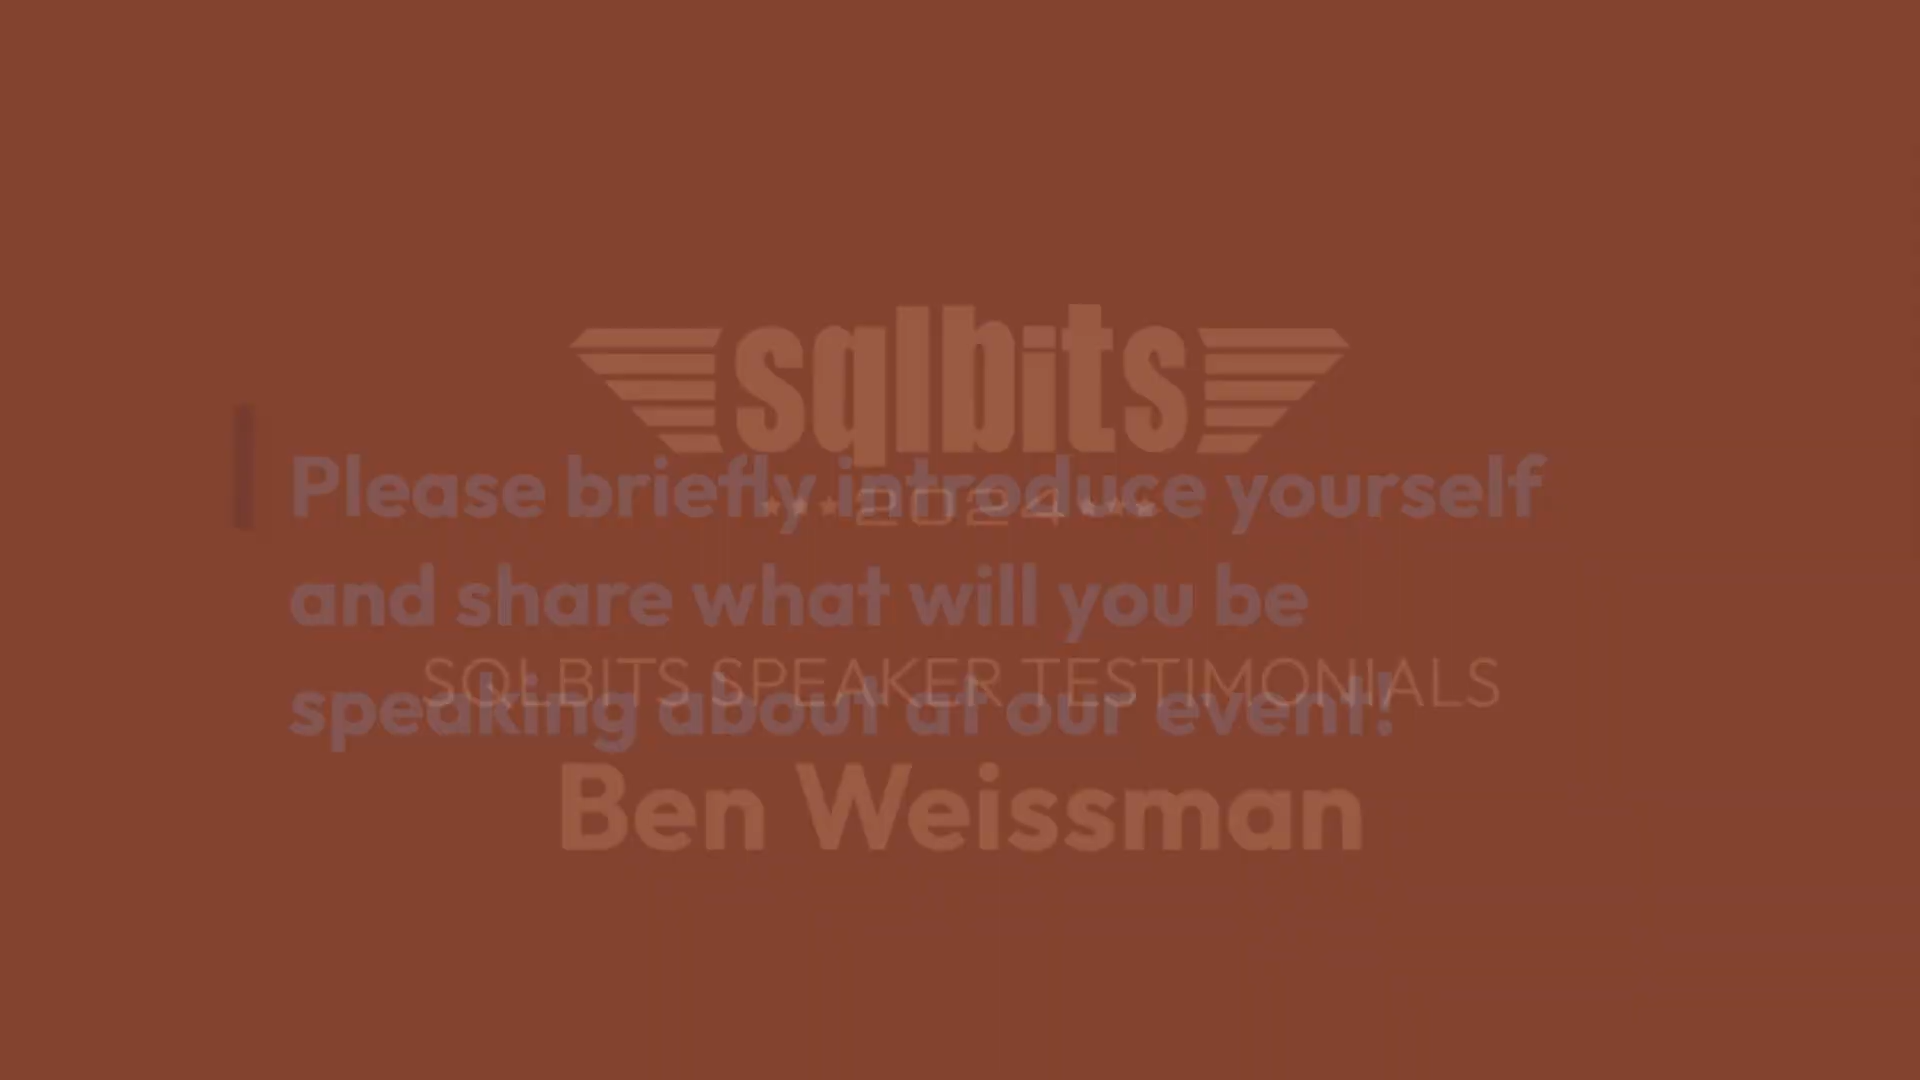 sqlbits
2024
Please briefly introduce yourself
and share what will you be
speaking about at our event!
SQLBITS SPEAKER TESTIMONIALS
Ben Weissman